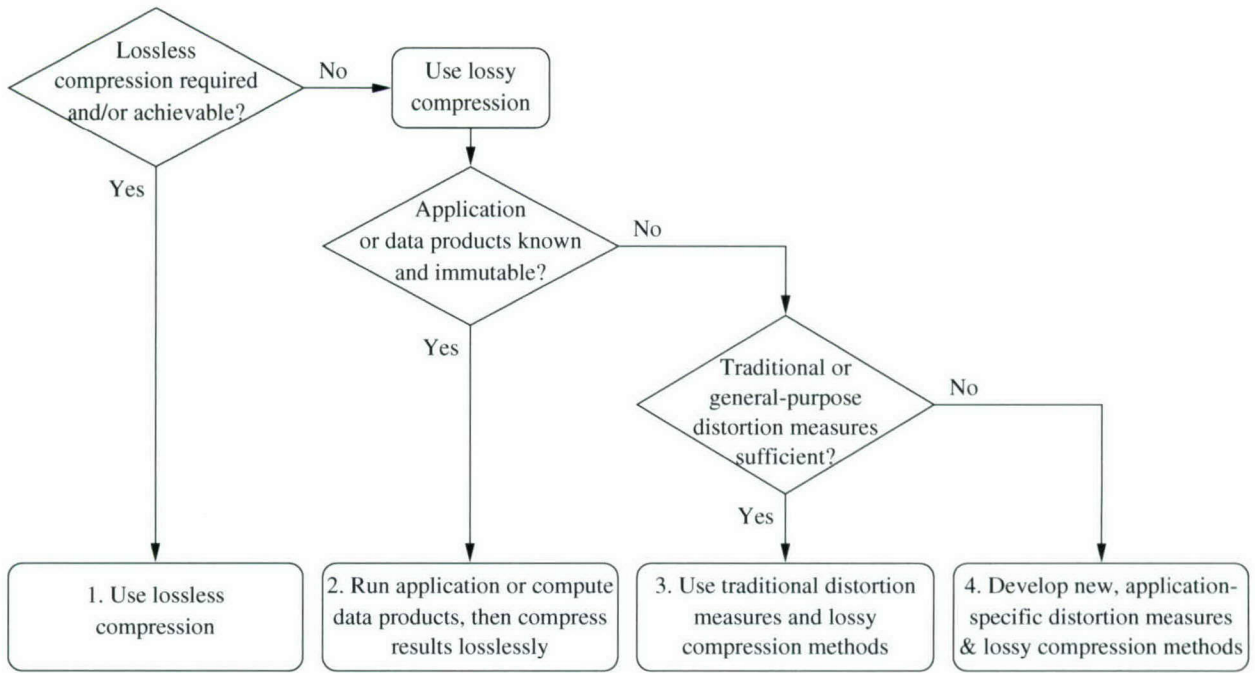 Lossless
compression required
and/or achievable?
No
Use lossy
compression
Yes
Application
or data products known
and immutable?
No
Yes
Traditional or
general-purpose
distortion measures
sufficient?
No
Yes
1. Use lossless
compression
2. Run application or compute
data products, then compress
results losslessly
3. Use traditional distortion
measures and lossy
compression methods
4. Develop new, application-
specific distortion measures
& lossy compression methods